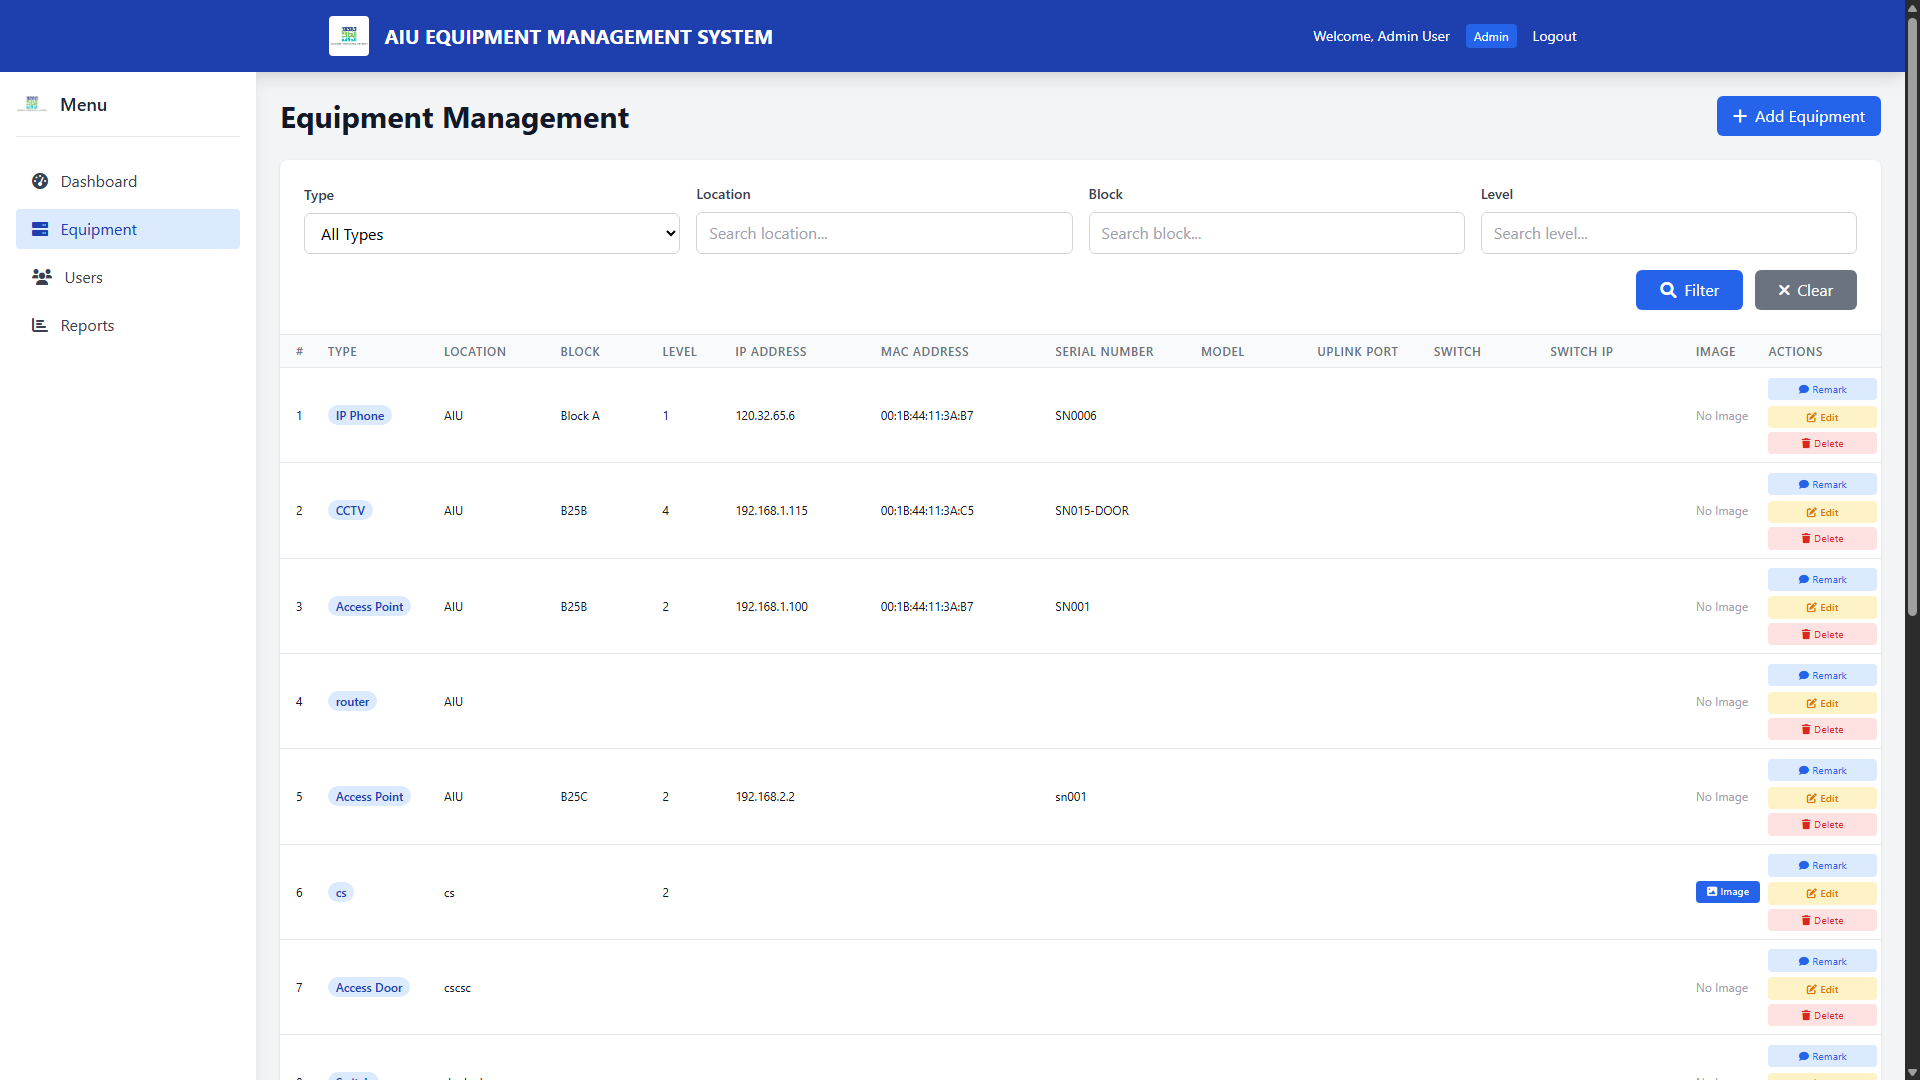 AIU EQUIPMENT MANAGEMENT SYSTEM
Welcome, Admin User Admin Logout
Menu
Dashboard
Equipment
Users
Reports
Equipment Management
Add Equipment
Type Location Block Level
All Types Search location... Search block... Search level...
Filter Clear
# TYPE LOCATION BLOCK LEVEL IP ADDRESS MAC ADDRESS SERIAL NUMBER MODEL UPLINK PORT SWITCH SWITCH IP IMAGE ACTIONS
1 IP Phone AIU Block A 1 120.32.65.6 00:1B:44:11:3A:B7 SN0006 No Image
Remark
Edit
Delete
2 CCTV AIU B25B 4 192.168.1.115 00:1B:44:11:3A:C5 SN015-DOOR No Image
Remark
Edit
Delete
3 Access Point AIU B25B 2 192.168.1.100 00:1B:44:11:3A:B7 SN001 No Image
Remark
Edit
Delete
4 router AIU No Image
Remark
Edit
Delete
5 Access Point AIU B25C 2 192.168.2.2 sn001 No Image
Remark
Edit
Delete
6 cs cs 2 Image
Remark
Edit
Delete
7 Access Door cscsc No Image
Remark
Edit
Delete
Remark